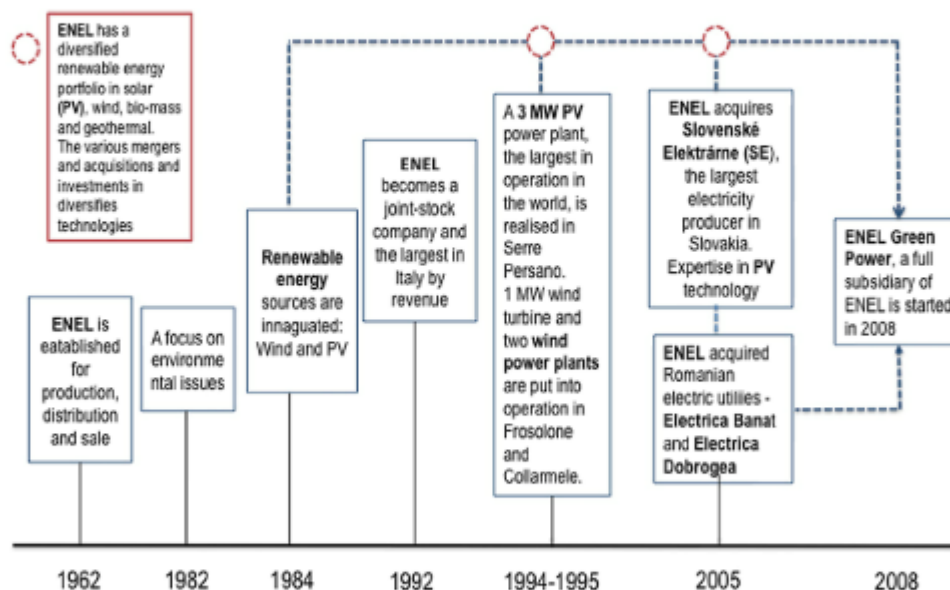 ENEL has a
diversified
renewable energy
portfolio in solar
(PV), wind, bio-mass
and geothermal.
The various mergers
and acquisitions and
investments in
diversifies
technologies
ENEL is
eatablished
for
production,
distribution
and sale
A focus on
environme
ntal issues
Renewable
energy
sources are
innaguated:
Wind and PV
ENEL
becomes a
joint-stock
company and
the largest in
Italy by
revenue
A 3 MW PV
power plant,
the largest in
operation in
the world, is
realised in
Serre
Persano.
1 MW wind
turbine and
two wind
power plants
are put into
operation in
Frosolone
and
Collarmele.
ENEL acquires
Slovenské
Elektrárne (SE),
the largest
electricity
producer in
Slovakia.
Expertise in PV
technology
ENEL acquired
Romanian
electric utiliies -
Electrica Banat
and Electrica
Dobrogea
ENEL Green
Power, a full
subsidiary of
ENEL is started
in 2008
1962
1982
1984
1992
1994-1995
2005
2008